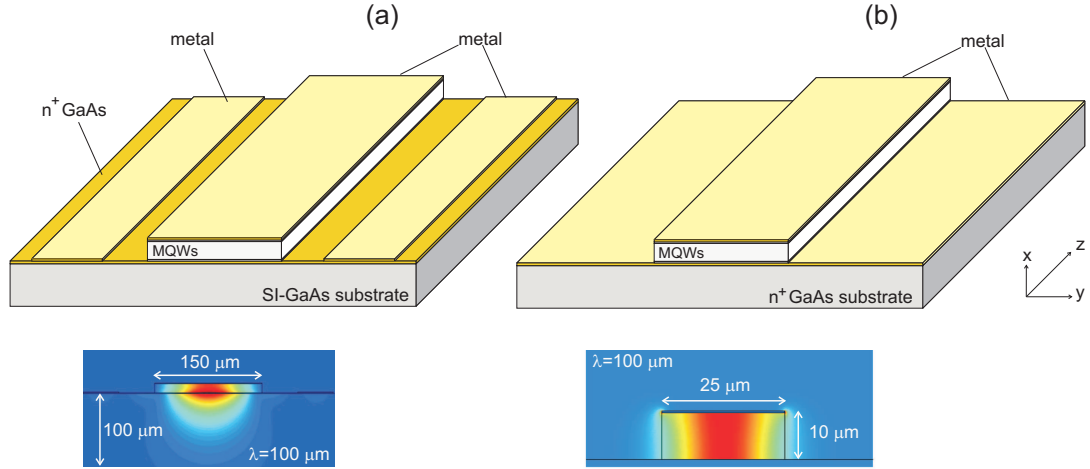 (a)
(b)
metal
metal
metal
n⁺GaAs
MQWs
MQWs
SI-GaAs substrate
n⁺GaAs substrate
x
z
y
150 μm
100 μm
λ=100 μm
λ=100 μm
25 μm
10 μm